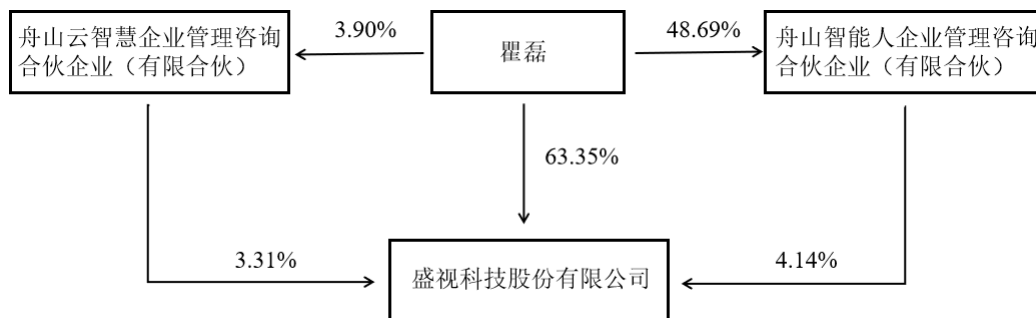 舟山云智慧企业管理咨询
合伙企业（有限合伙）
3.90%
瞿磊
48.69%
舟山智能人企业管理咨询
合伙企业（有限合伙）
63.35%
3.31%
盛视科技股份有限公司
4.14%